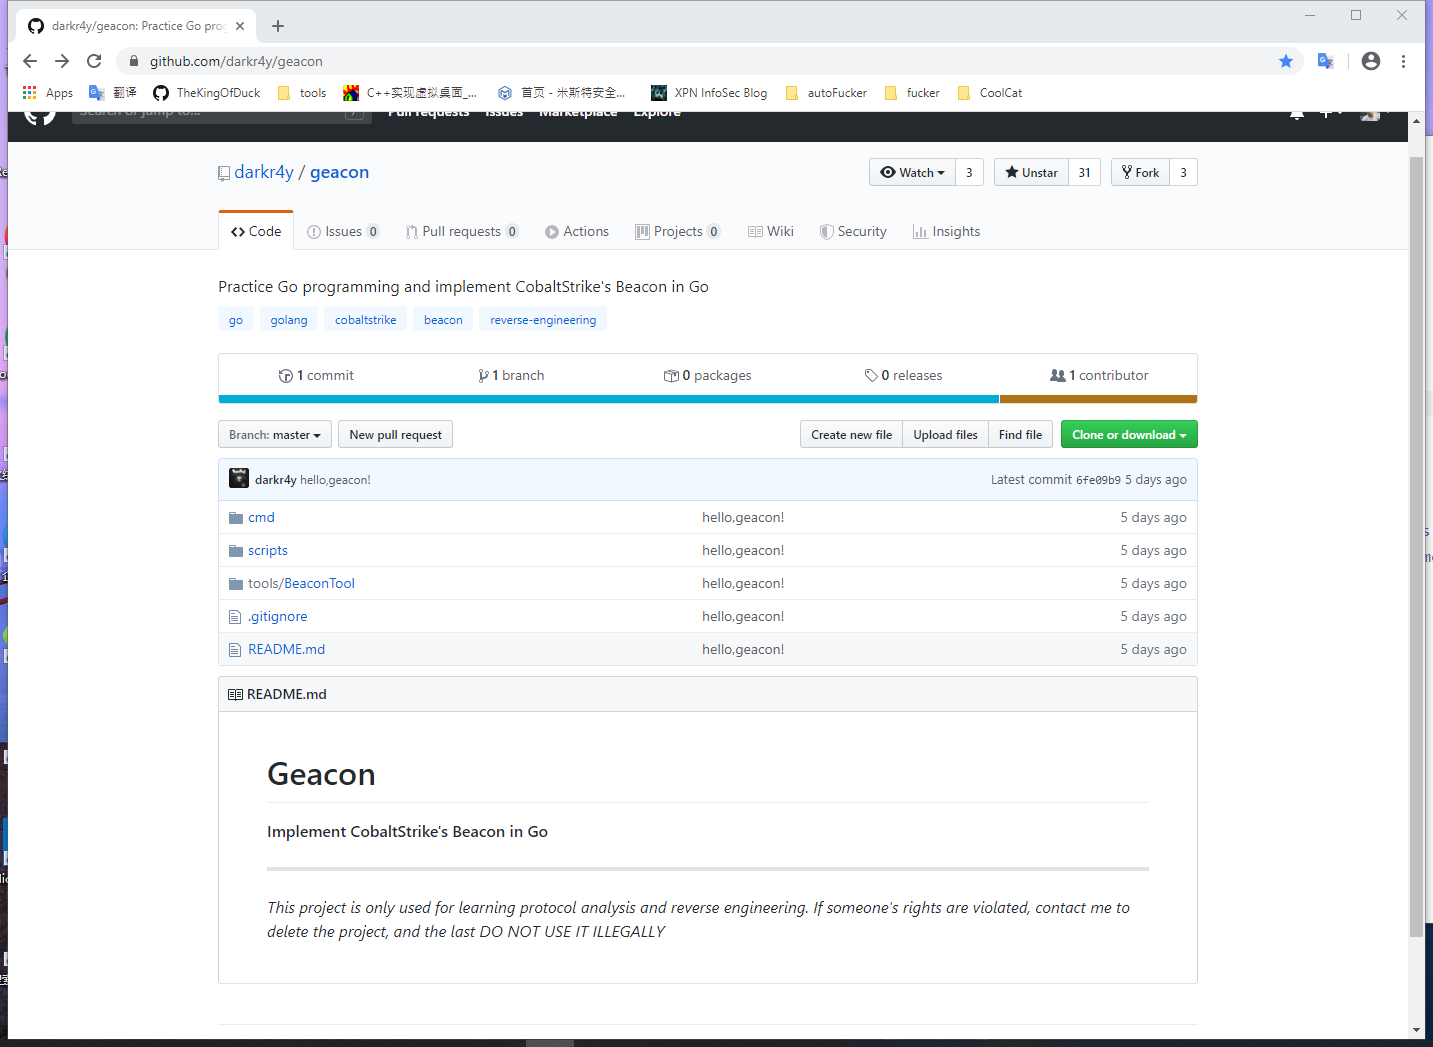 darkr4y/geacon: Practice Go pro
github.com/darkr4y/geacon
Apps 翻译 TheKingOfDuck tools C++实现虚拟桌面_... 首页 - 米斯特安全... XPN InfoSec Blog autoFucker fucker CoolCat
Search or jump to... / Pull requests Issues Marketplace Explore
darkr4y / geacon Watch 3 Unstar 31 Fork 3
Code Issues 0 Pull requests 0 Actions Projects 0 Wiki Security Insights
Practice Go programming and implement CobaltStrike's Beacon in Go
go golang cobaltstrike beacon reverse-engineering
1 commit 1 branch 0 packages 0 releases 1 contributor
Branch: master New pull request Create new file Upload files Find file Clone or download
darkr4y hello,geacon! Latest commit 6fe09b9 5 days ago
cmd hello,geacon! 5 days ago
scripts hello,geacon! 5 days ago
tools/BeaconTool hello,geacon! 5 days ago
.gitignore hello,geacon! 5 days ago
README.md hello,geacon! 5 days ago
README.md
Geacon
Implement CobaltStrike's Beacon in Go
This project is only used for learning protocol analysis and reverse engineering. If someone's rights are violated, contact me to
delete the project, and the last DO NOT USE IT ILLEGALLY